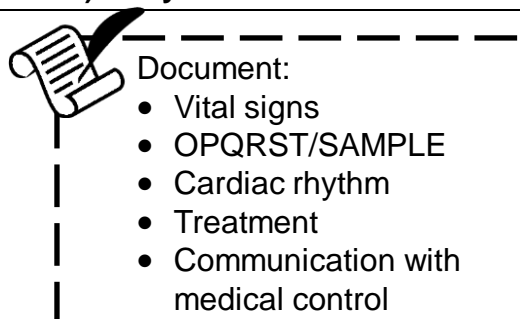 Document:
• Vital signs
• OPQRST/SAMPLE
• Cardiac rhythm
• Treatment
• Communication with
medical control